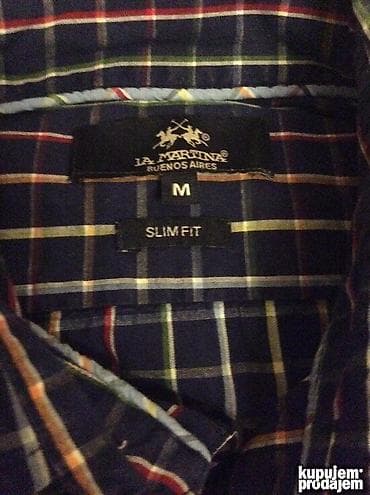 LA MARTINA®
BUENOS AIRES
M
SLIM FIT
kupujem
prodajem